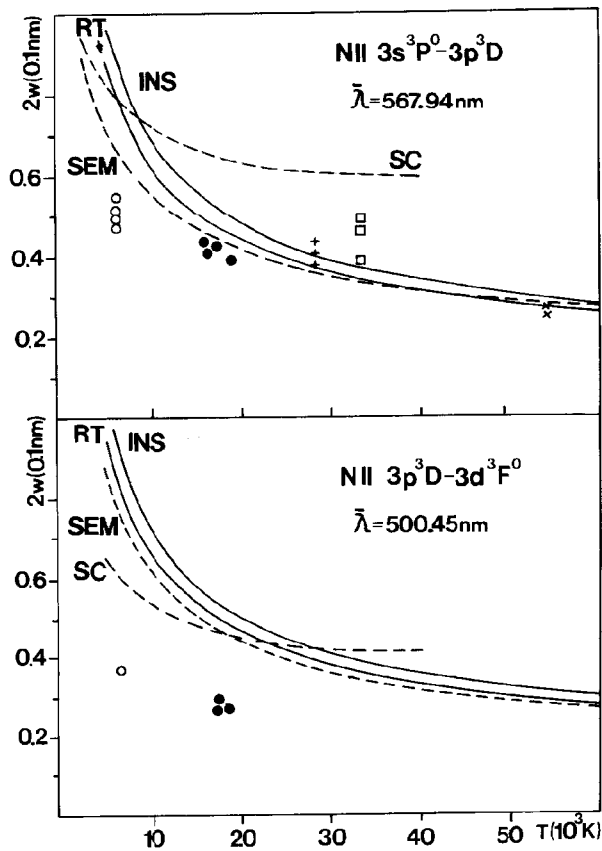 RT
INS
NII 3s³P⁰-3p³D
λ̄=567.94nm
2w(0.1nm)
SEM
SC
0.6
0.4
0.2
RT
INS
NII 3p³D-3d³F⁰
λ̄=500.45nm
2w(0.1nm)
SEM
SC
0.6
0.4
0.2
10
20
30
40
50
T(10³K)